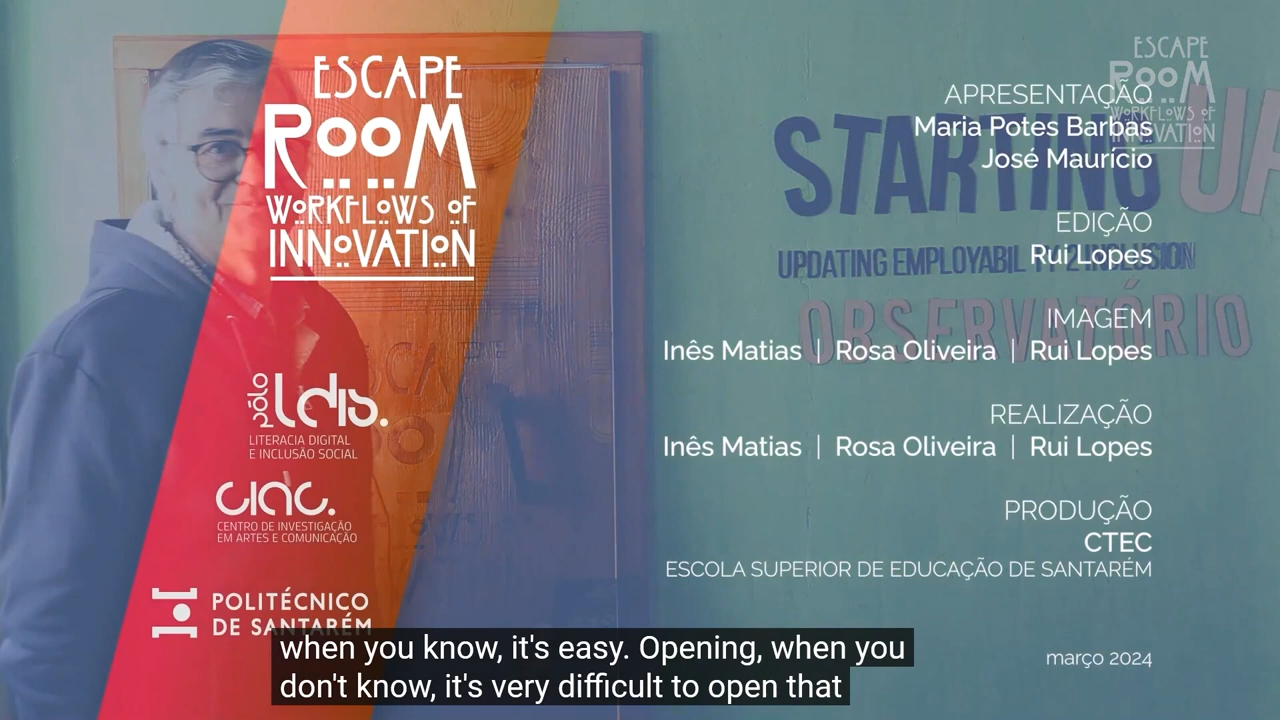 ESCAPE
ROOM
WORKFLOWS OF
INNOVATION
pólo
LDIS.
LITERACIA DIGITAL
E INCLUSÃO SOCIAL
CIAC.
CENTRO DE INVESTIGAÇÃO
EM ARTES E COMUNICAÇÃO
POLITÉCNICO
DE SANTARÉM
ESCAPE
ROOM
WORKFLOWS OF
INNOVATION
APRESENTAÇÃO
Maria Potes Barbas
José Maurício
STARTING UP
UPDATING EMPLOYABIL TY 2 INCLUSION
OBSERVATÓRIO
EDIÇÃO
Rui Lopes
IMAGEM
Inês Matias | Rosa Oliveira | Rui Lopes
REALIZAÇÃO
Inês Matias | Rosa Oliveira | Rui Lopes
PRODUÇÃO
CTEC
ESCOLA SUPERIOR DE EDUCAÇÃO DE SANTARÉM
março 2024
when you know, it's easy. Opening, when you
don't know, it's very difficult to open that